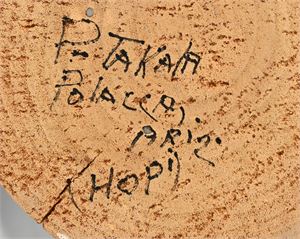 P. TAKALA
Polacca,
ARIZ.
(HOPI)